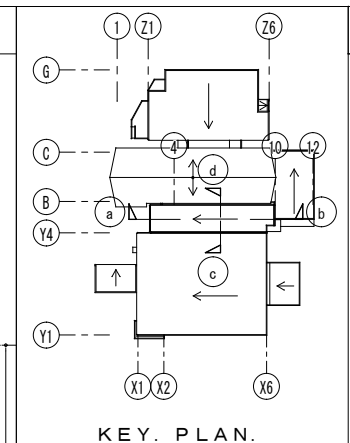 1 Z1 Z6
G
4 10 12
C
d
B
a b
Y4
c
Y1
X1 X2 X6
KEY. PLAN.